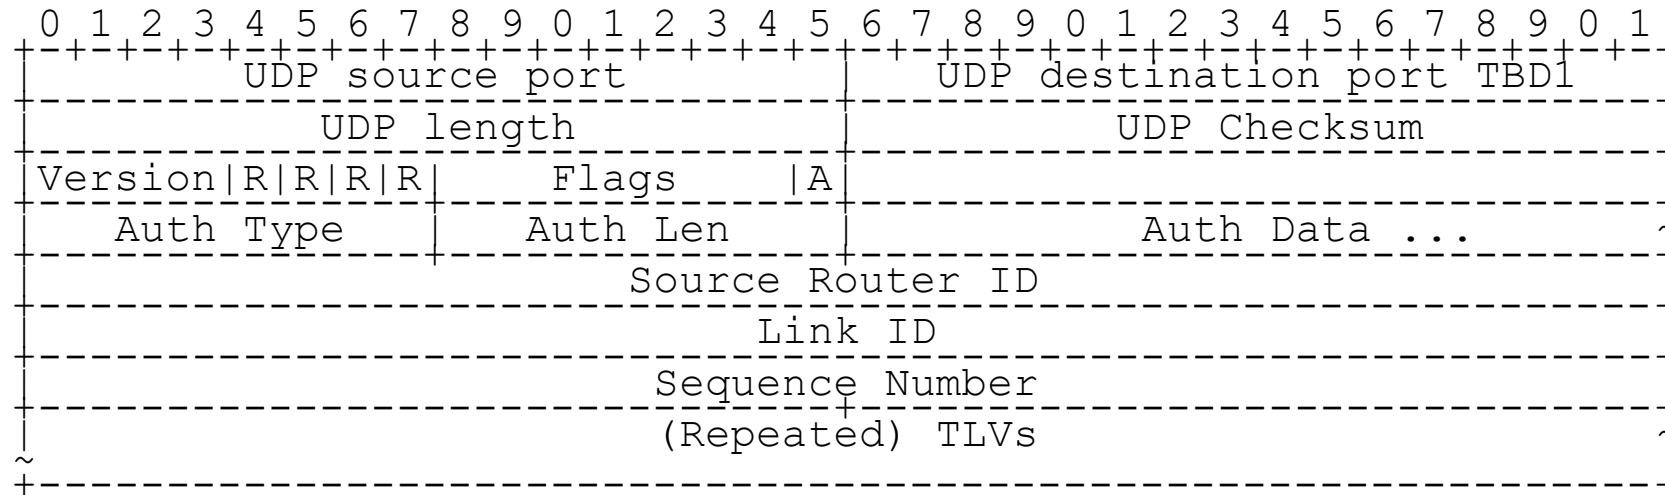 0 1 2 3 4 5 6 7 8 9 0 1 2 3 4 5 6 7 8 9 0 1 2 3 4 5 6 7 8 9 0 1
+-+-+-+-+-+-+-+-+-+-+-+-+-+-+-+-+-+-+-+-+-+-+-+-+-+-+-+-+-+-+-+-
| UDP source port | UDP destination port TBD1
+-------------------------------+--------------------------------
| UDP length | UDP Checksum
+-------------------------------+--------------------------------
|Version|R|R|R|R| Flags |A|
+---------------+---------------+--------------------------------
| Auth Type | Auth Len | Auth Data ... ~
+---------------+---------------+--------------------------------
| Source Router ID
+----------------------------------------------------------------
| Link ID
+----------------------------------------------------------------
| Sequence Number
+-------------------------------+--------------------------------
| (Repeated) TLVs ~
~
+----------------------------------------------------------------